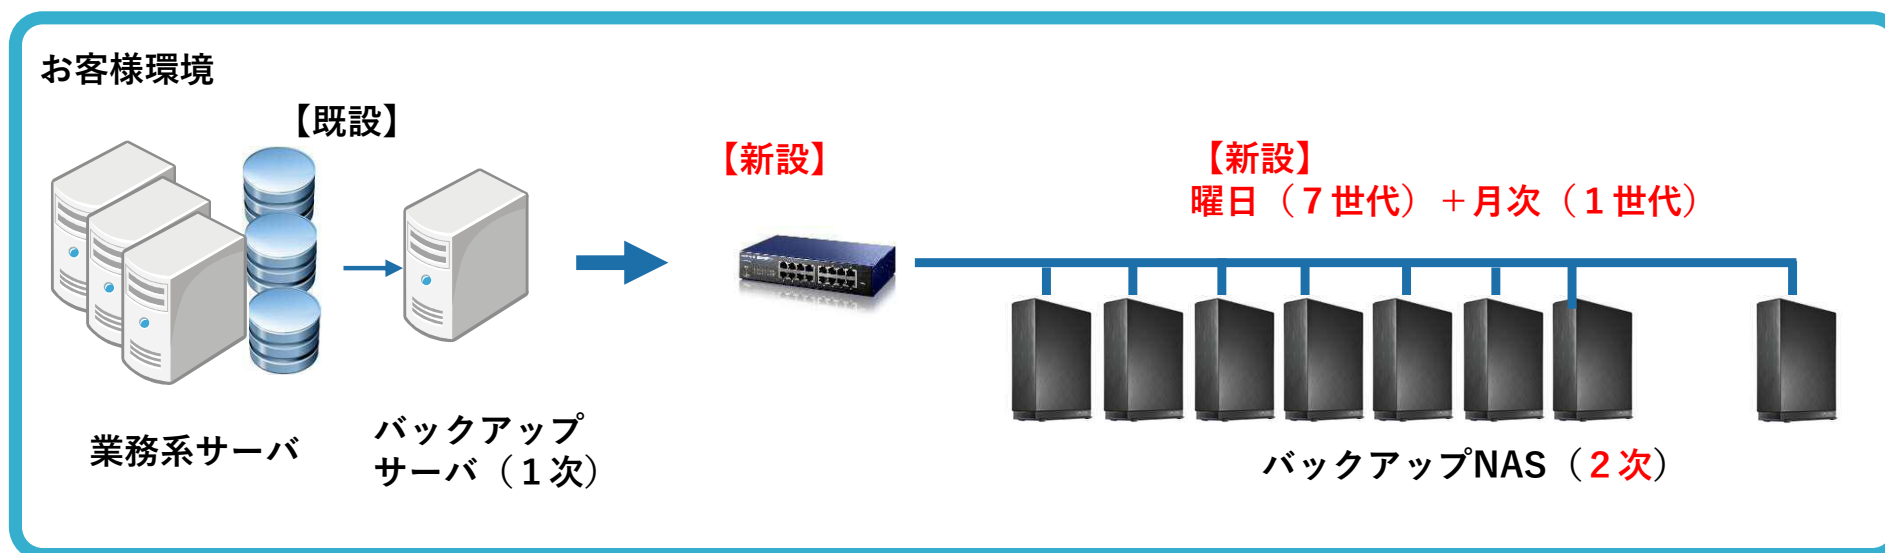 お客様環境
【既設】
【新設】
【新設】
曜日（７世代）＋月次（１世代）
業務系サーバ
バックアップ
サーバ（１次）
バックアップNAS（２次）